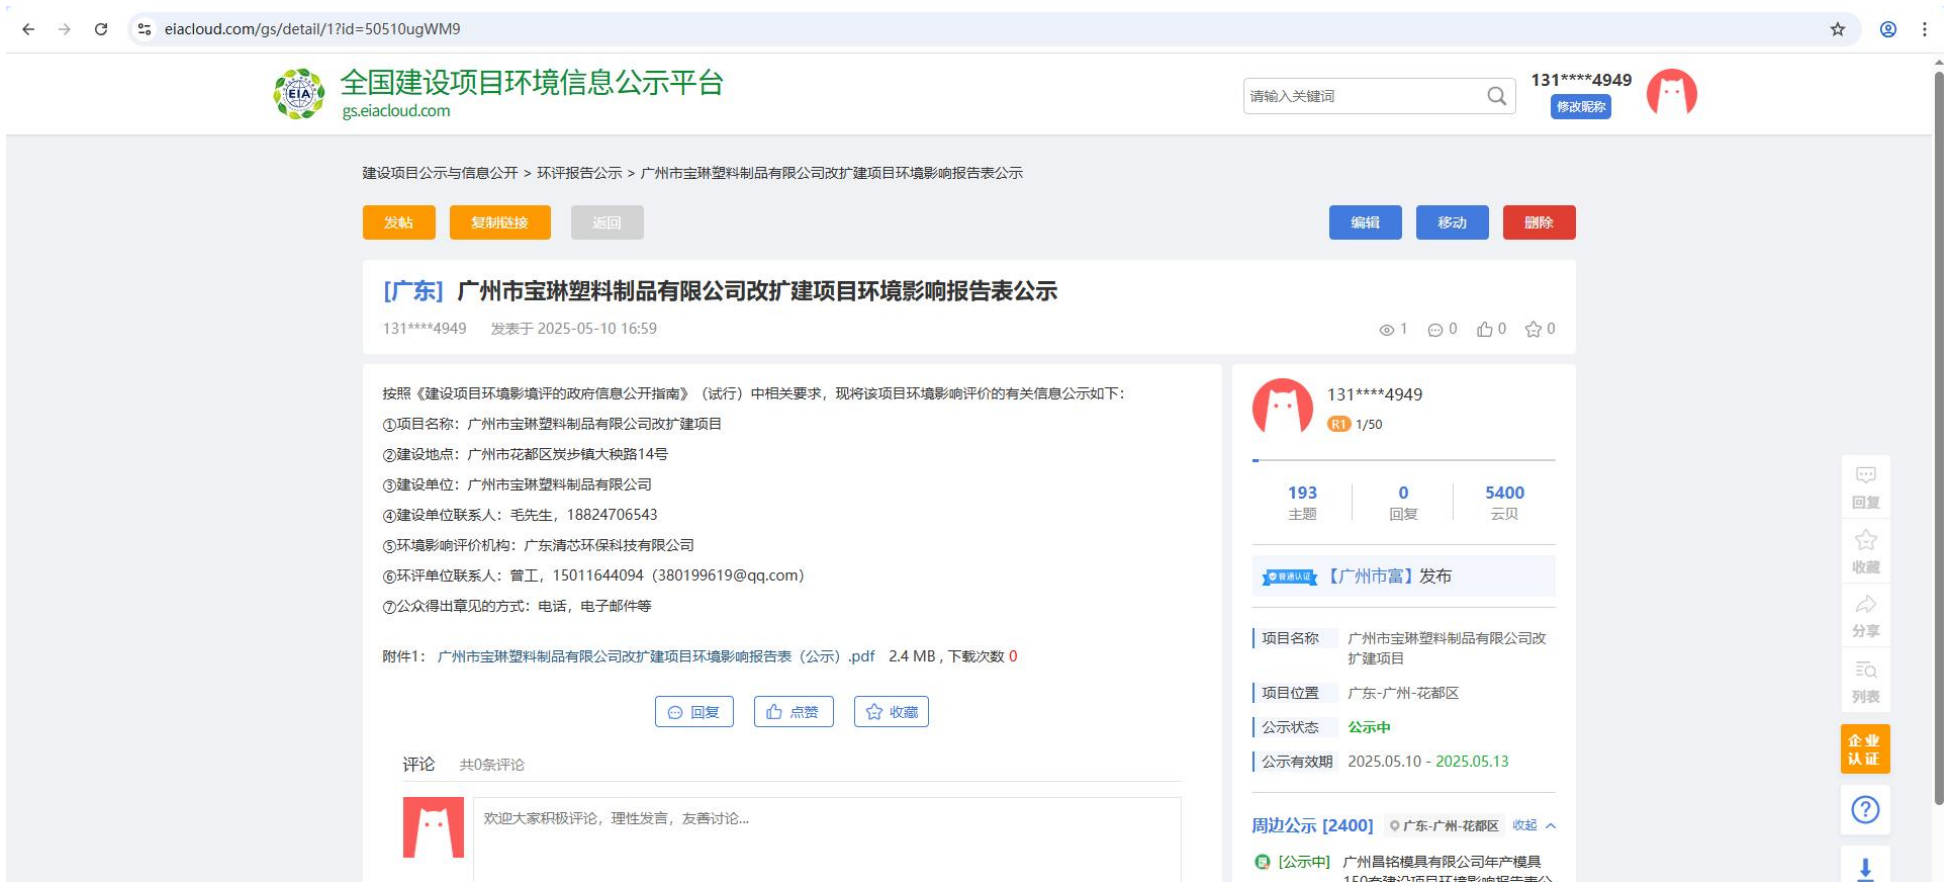 eiacloud.com/gs/detail/1?id=50510ugWM9
EIA
全国建设项目环境信息公示平台
gs.eiacloud.com
请输入关键词
131****4949
修改昵称
建设项目公示与信息公开 > 环评报告公示 > 广州市宝琳塑料制品有限公司改扩建项目环境影响报告表公示
发帖 复制链接 返回 编辑 移动 删除
[广东] 广州市宝琳塑料制品有限公司改扩建项目环境影响报告表公示
131****4949 发表于 2025-05-10 16:59 1 0 0 0
按照《建设项目环境影境评的政府信息公开指南》（试行）中相关要求，现将该项目环境影响评价的有关信息公示如下：
①项目名称：广州市宝琳塑料制品有限公司改扩建项目
②建设地点：广州市花都区炭步镇大秧路14号
③建设单位：广州市宝琳塑料制品有限公司
④建设单位联系人：毛先生，18824706543
⑤环境影响评价机构：广东清芯环保科技有限公司
⑥环评单位联系人：曾工，15011644094（380199619@qq.com）
⑦公众得出章见的方式：电话，电子邮件等
附件1： 广州市宝琳塑料制品有限公司改扩建项目环境影响报告表（公示）.pdf 2.4 MB , 下载次数 0
回复 点赞 收藏
评论 共0条评论
欢迎大家积极评论，理性发言，友善讨论...
131****4949
R1 1/50
193 0 5400
主题 回复 云贝
普通认证 【广州市富】发布
项目名称 广州市宝琳塑料制品有限公司改
扩建项目
项目位置 广东-广州-花都区
公示状态 公示中
公示有效期 2025.05.10 - 2025.05.13
周边公示 [2400] 广东-广州-花都区 收起
[公示中] 广州昌铭模具有限公司年产模具
150套建设项目环境影响报告表公
回复
收藏
分享
列表
企业
认证